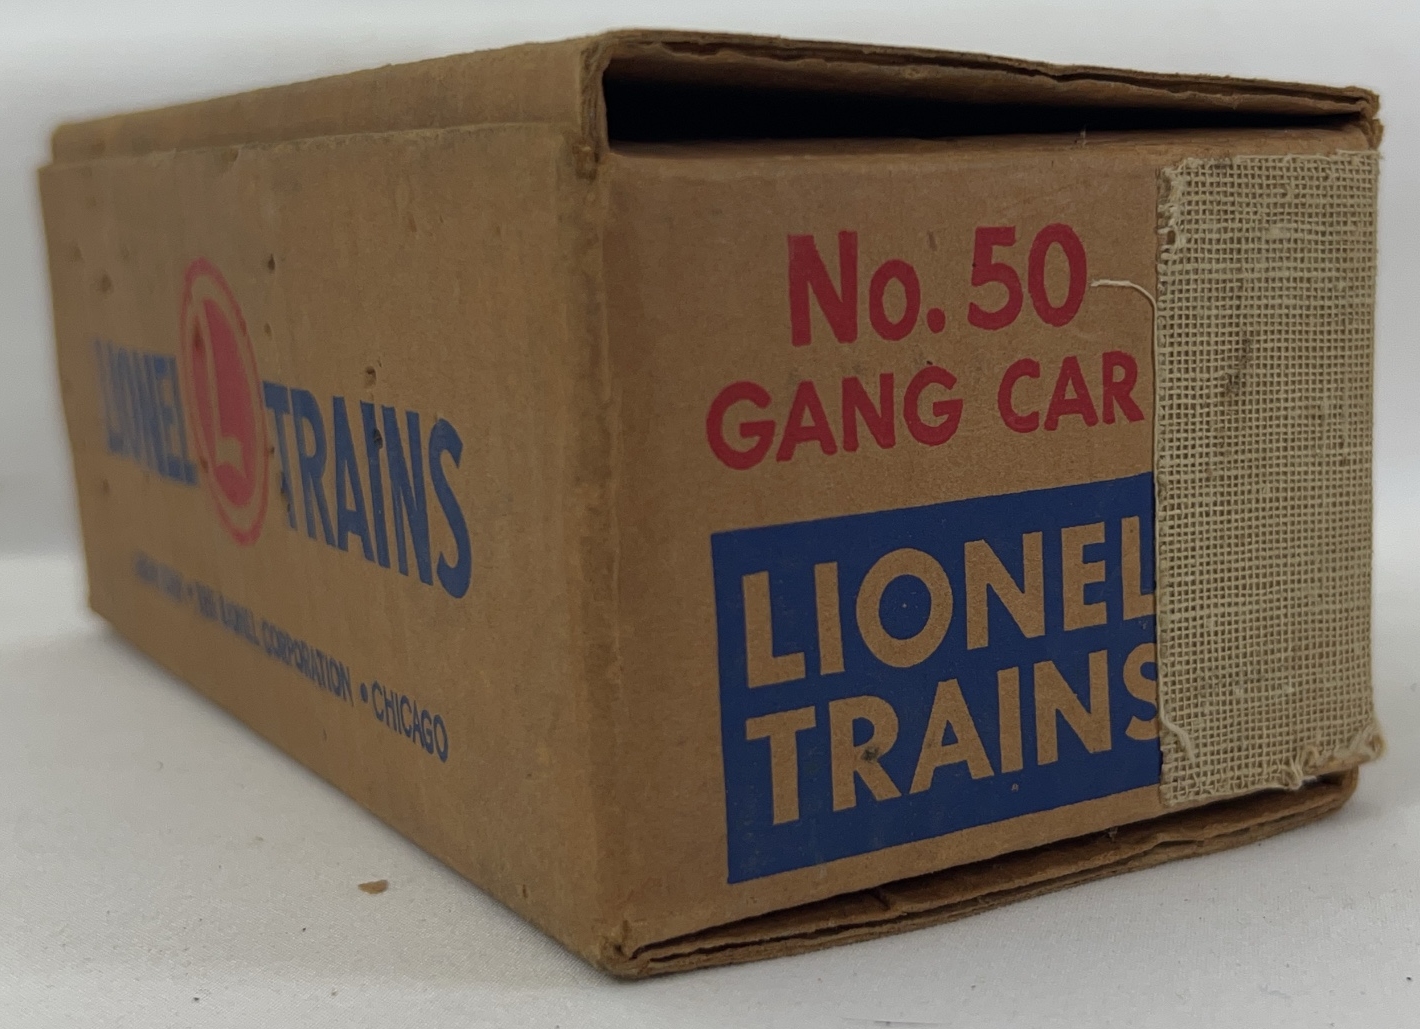 LIONEL L TRAINS
THE LIONEL CORPORATION • CHICAGO
No. 50
GANG CAR
LIONEL
TRAINS